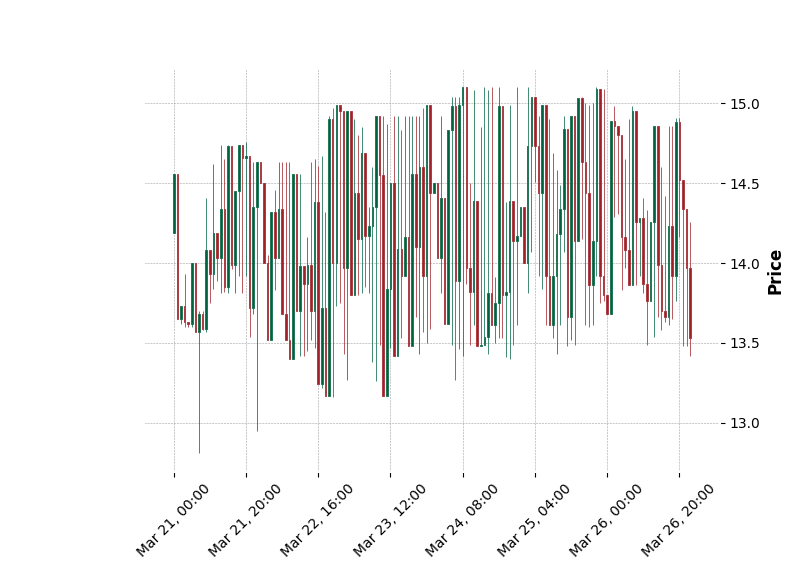 15.0
14.5
14.0
13.5
13.0
Price
Mar 21, 00:00
Mar 21, 20:00
Mar 22, 16:00
Mar 23, 12:00
Mar 24, 08:00
Mar 25, 04:00
Mar 26, 00:00
Mar 26, 20:00